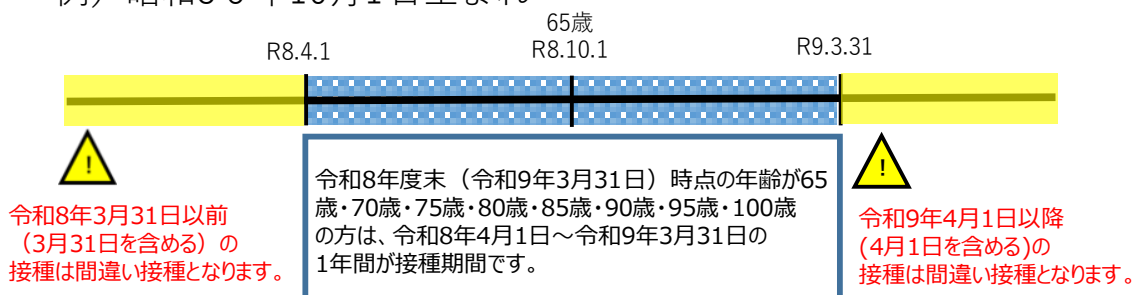 65歳
R8.4.1
R8.10.1
R9.3.31
!
令和8年3月31日以前
（3月31日を含める）の
接種は間違い接種となります。
令和8年度末（令和9年3月31日）時点の年齢が65
歳・70歳・75歳・80歳・85歳・90歳・95歳・100歳
の方は、令和8年4月1日～令和9年3月31日の
1年間が接種期間です。
!
令和9年4月1日以降
(4月1日を含める)の
接種は間違い接種となります。